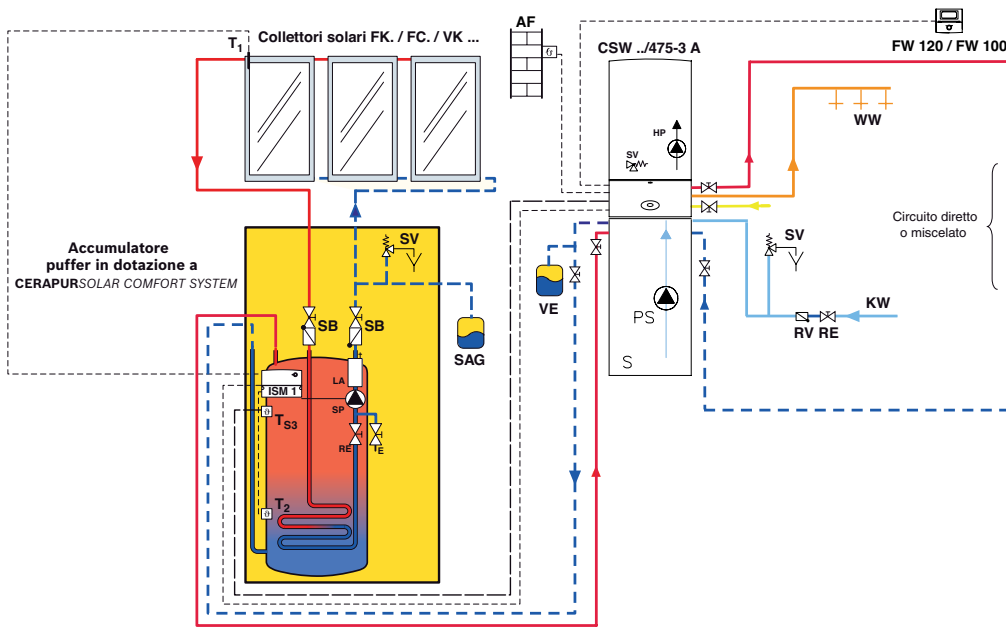 AF
T1
Collettori solari FK. / FC. / VK ...
CSW ../475-3 A
FW 120 / FW 100
HP
SV
WW
Circuito diretto
o miscelato
Accumulatore
puffer in dotazione a
CERAPURSOLAR COMFORT SYSTEM
SV
SV
VE
SB
SB
SAG
PS
KW
RV RE
S
LA
ISM 1
SP
TS3
RE
E
T2